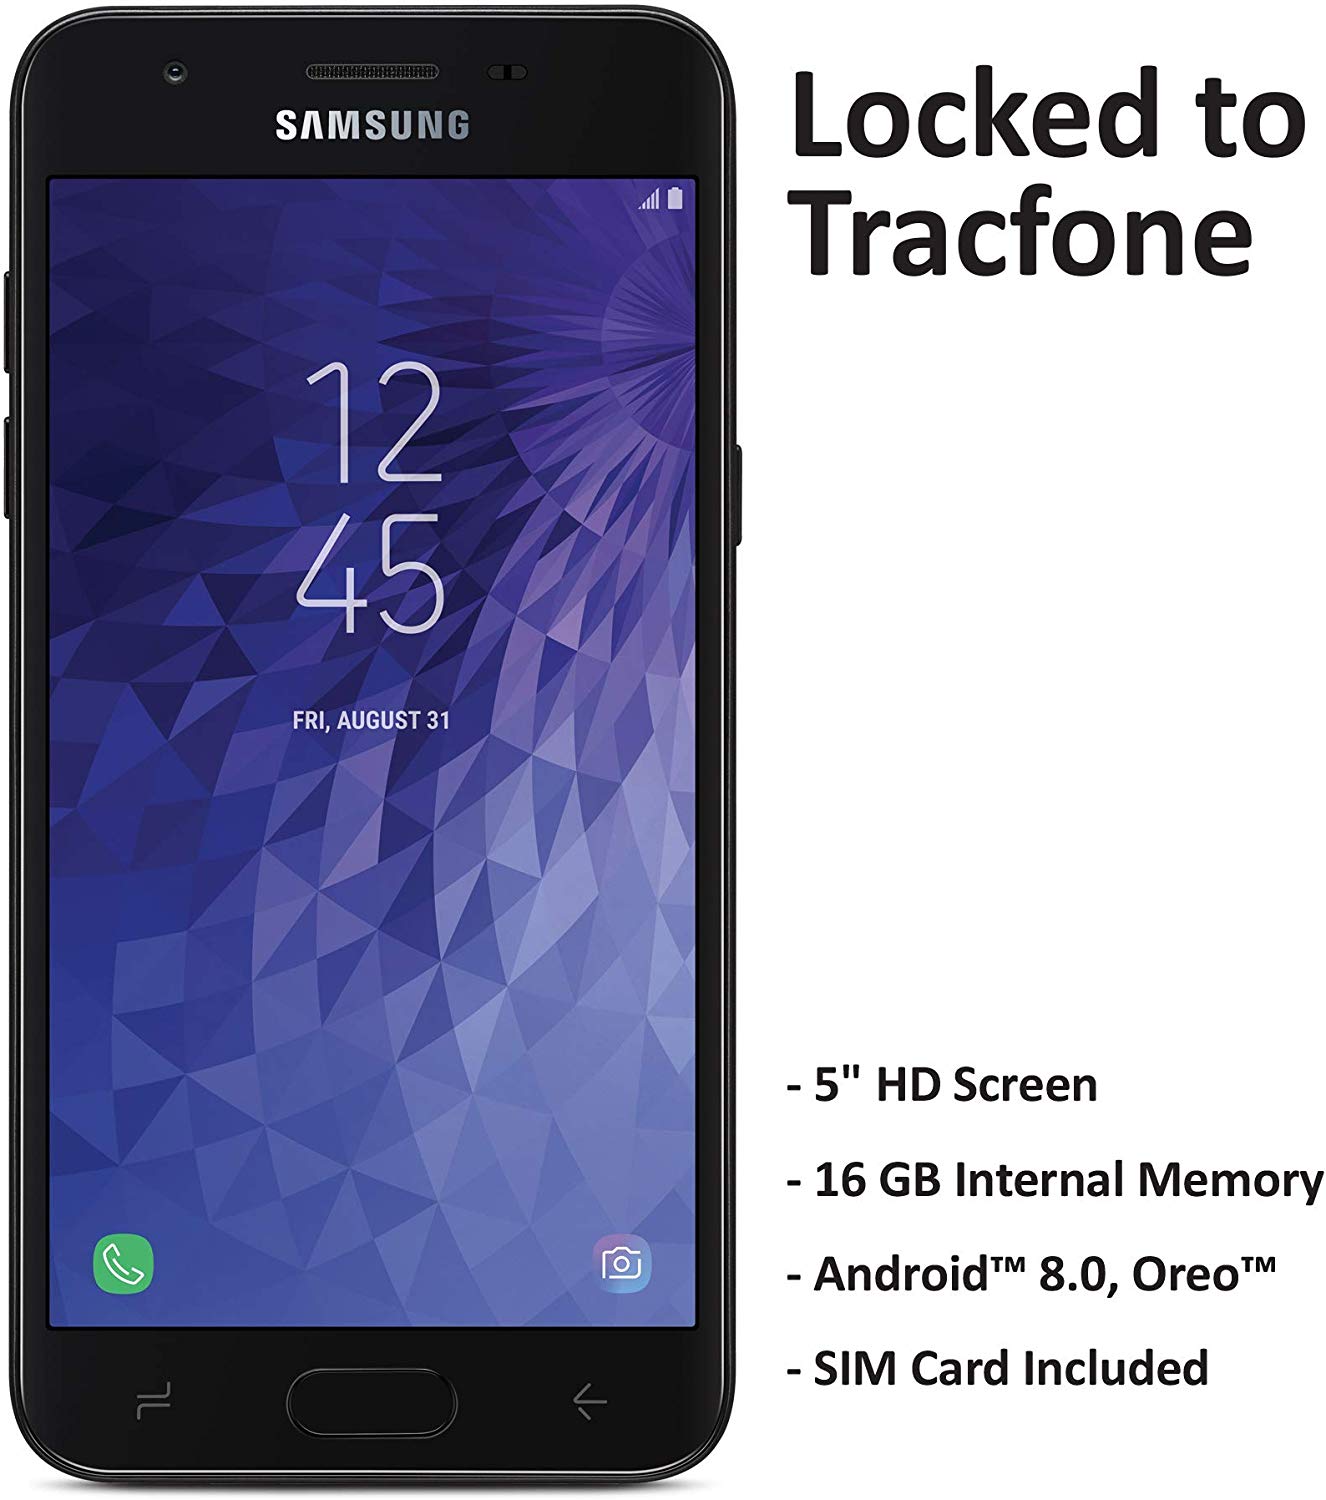 SAMSUNG
12
45
FRI, AUGUST 31
Locked to
Tracfone
- 5" HD Screen
- 16 GB Internal Memory
- Android™ 8.0, Oreo™
- SIM Card Included